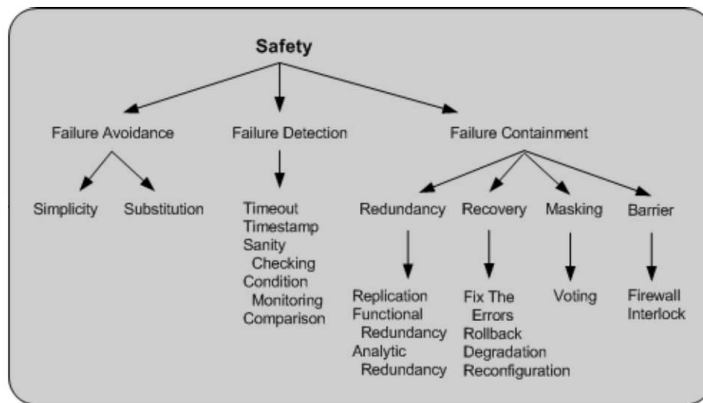 Safety
Failure Avoidance
Failure Detection
Failure Containment
Simplicity
Substitution
Timeout
Timestamp
Sanity
Checking
Condition
Monitoring
Comparison
Redundancy
Recovery
Masking
Barrier
Replication
Functional
Redundancy
Analytic
Redundancy
Fix The
Errors
Rollback
Degradation
Reconfiguration
Voting
Firewall
Interlock